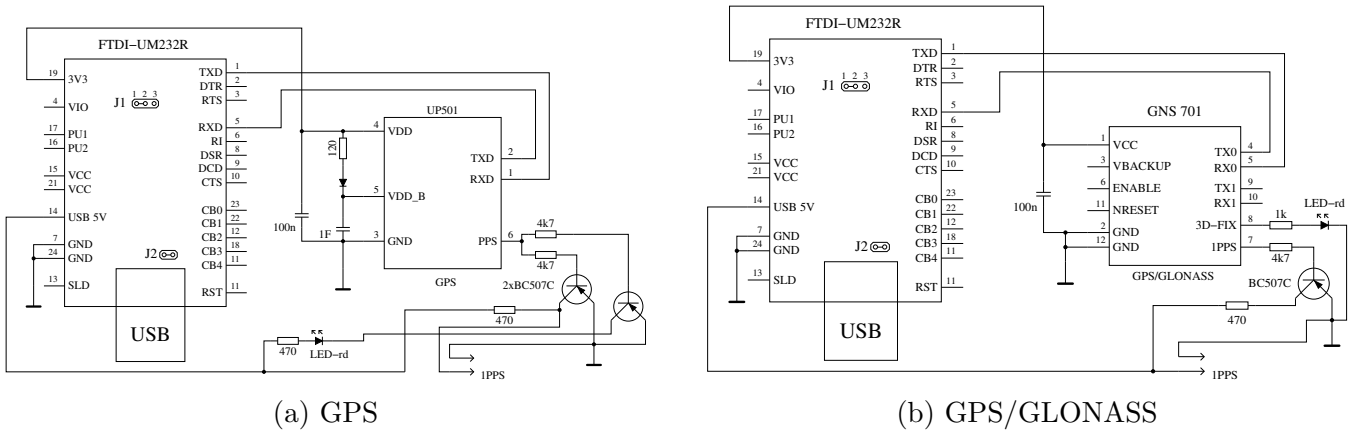 FTDI-UM232R
19 3V3
4 VIO
17 PU1
16 PU2
15 VCC
21 VCC
14 USB 5V
7 GND
24 GND
13 SLD
J1 1 2 3
J2
TXD 1
DTR 2
RTS 3
RXD 5
RI 6
DSR 8
DCD 9
CTS 10
CB0 23
CB1 22
CB2 12
CB3 18
CB4 11
RST 11
USB
100n
120
1F
UP501
4 VDD
5 VDD_B
3 GND
TXD 2
RXD 1
PPS 6
GPS
4k7
4k7
2xBC507C
470
470
LED-rd
1PPS
(a) GPS
FTDI-UM232R
19 3V3
4 VIO
17 PU1
16 PU2
15 VCC
21 VCC
14 USB 5V
7 GND
24 GND
13 SLD
J1 1 2 3
J2
TXD 1
DTR 2
RTS 3
RXD 5
RI 6
DSR 8
DCD 9
CTS 10
CB0 23
CB1 22
CB2 12
CB3 18
CB4 11
RST 11
USB
100n
GNS 701
1 VCC
3 VBACKUP
6 ENABLE
11 NRESET
2 GND
12 GND
TX0 4
RX0 5
TX1 9
RX1 10
3D-FIX 8
1PPS 7
GPS/GLONASS
1k
LED-rd
4k7
BC507C
470
1PPS
(b) GPS/GLONASS